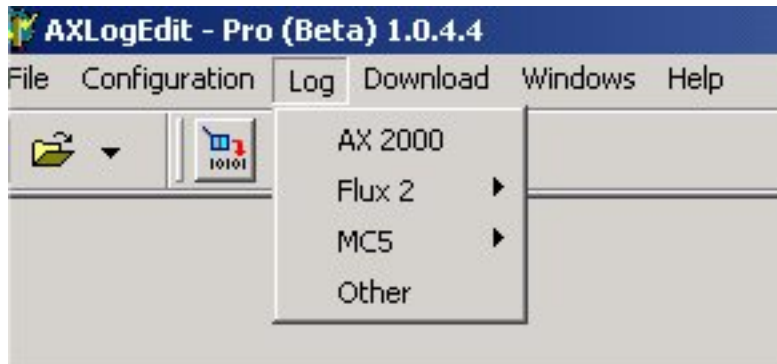 AXLogEdit - Pro (Beta) 1.0.4.4
File Configuration Log Download Windows Help
10101
AX 2000
Flux 2
MC5
Other